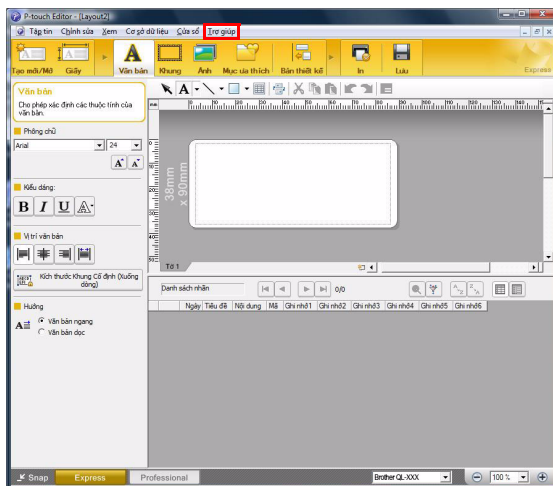 P-touch Editor - [Layout2]
Tập tin Chỉnh sửa Xem Cơ sở dữ liệu Cửa sổ Trợ giúp
Tạo mới/Mở Giấy Văn bản Khung Ảnh Mục ưa thích Bản thiết kế In Lưu Express
Văn bản
Cho phép xác định các thuộc tính của
văn bản.
Phông chữ
Arial 24
A A
Kiểu dáng:
B I U A
Vị trí văn bản
Kích thước Khung Cố định (Xuống
dòng)
Hướng
Văn bản ngang
Văn bản dọc
38mm
x 90mm
Tờ 1
Danh sách nhãn 0/0
Ngày Tiêu đề Nội dung Mã Ghi nhớ1 Ghi nhớ2 Ghi nhớ3 Ghi nhớ4 Ghi nhớ5 Ghi nhớ6
Snap Express Professional Brother QL-XXX 100 %